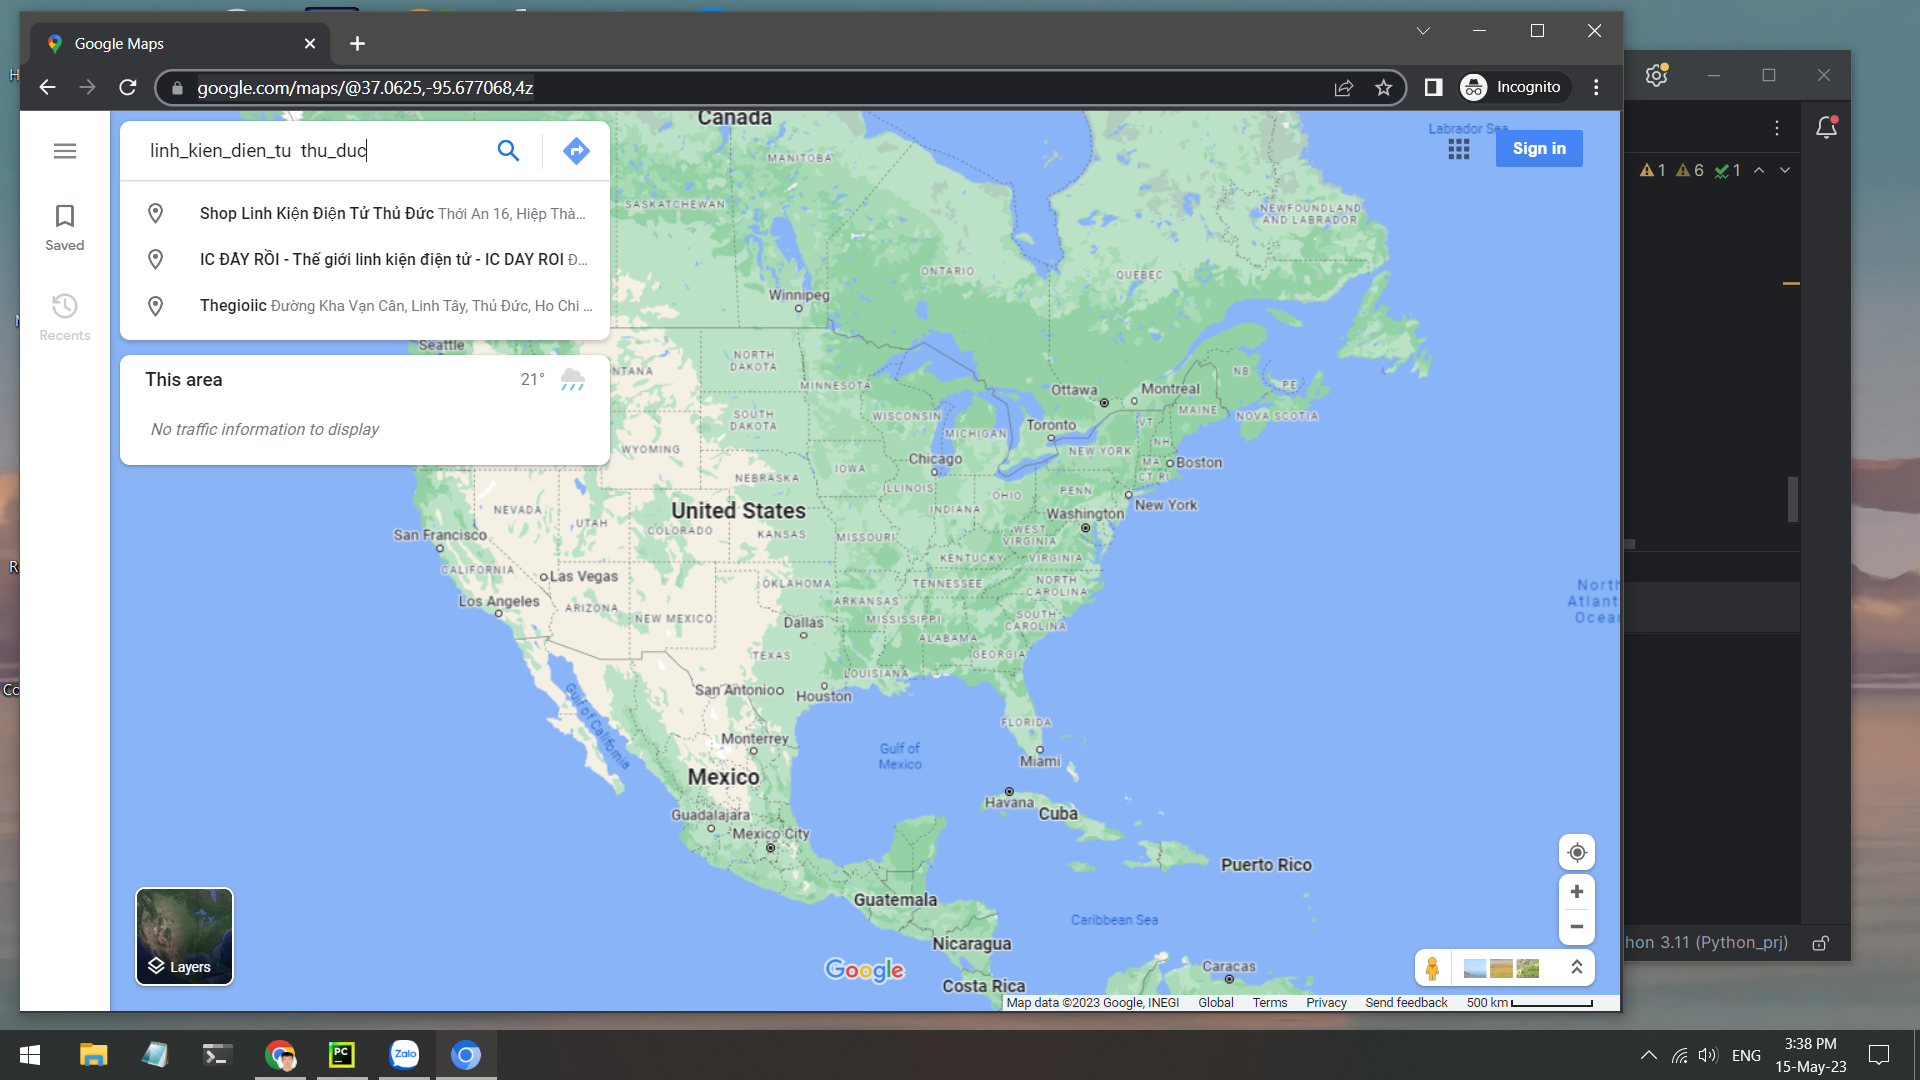 Google Maps
google.com/maps/@37.0625,-95.677068,4z
Incognito
linh_kien_dien_tu  thu_duc
Sign in
Saved
Recents
Shop Linh Kiện Điện Tử Thủ Đức Thới An 16, Hiệp Thà...
IC ĐÂY RỒI - Thế giới linh kiện điện tử - IC DAY ROI Đ...
Thegioiic Đường Kha Vạn Cân, Linh Tây, Thủ Đức, Ho Chi ...
This area
21°
No traffic information to display
Canada
Labrador Sea
MANITOBA
SASKATCHEWAN
NEWFOUNDLAND
AND LABRADOR
ONTARIO
QUEBEC
Winnipeg
Seattle
NTANA
NORTH
DAKOTA
MINNESOTA
Ottawa
Montreal
NB
PE
MAINE
NOVA SCOTIA
SOUTH
DAKOTA
WISCONSIN
MICHIGAN
Toronto
VT
NH
WYOMING
NEW YORK
MA
Boston
CT RI
Chicago
IOWA
NEBRASKA
ILLINOIS
OHIO
PENN
New York
INDIANA
Washington
NEVADA
UTAH
United States
COLORADO
KANSAS
MISSOURI
WEST
VIRGINIA
San Francisco
KENTUCKY
VIRGINIA
CALIFORNIA
Las Vegas
OKLAHOMA
TENNESSEE
NORTH
CAROLINA
Los Angeles
ARIZONA
NEW MEXICO
ARKANSAS
MISSISSIPPI
SOUTH
CAROLINA
Dallas
ALABAMA
GEORGIA
TEXAS
LOUISIANA
San Antonio
Houston
Gulf of California
FLORIDA
Monterrey
Gulf of
Mexico
Miami
Mexico
Havana
Cuba
Guadalajara
Mexico City
Puerto Rico
Guatemala
Caribbean Sea
Nicaragua
Caracas
Costa Rica
North
Atlant
Ocea
Layers
Google
Map data ©2023 Google, INEGI
Global
Terms
Privacy
Send feedback
500 km
1
6
1
hon 3.11 (Python_prj)
H
R
Co
PC
Zalo
ENG
3:38 PM
15-May-23